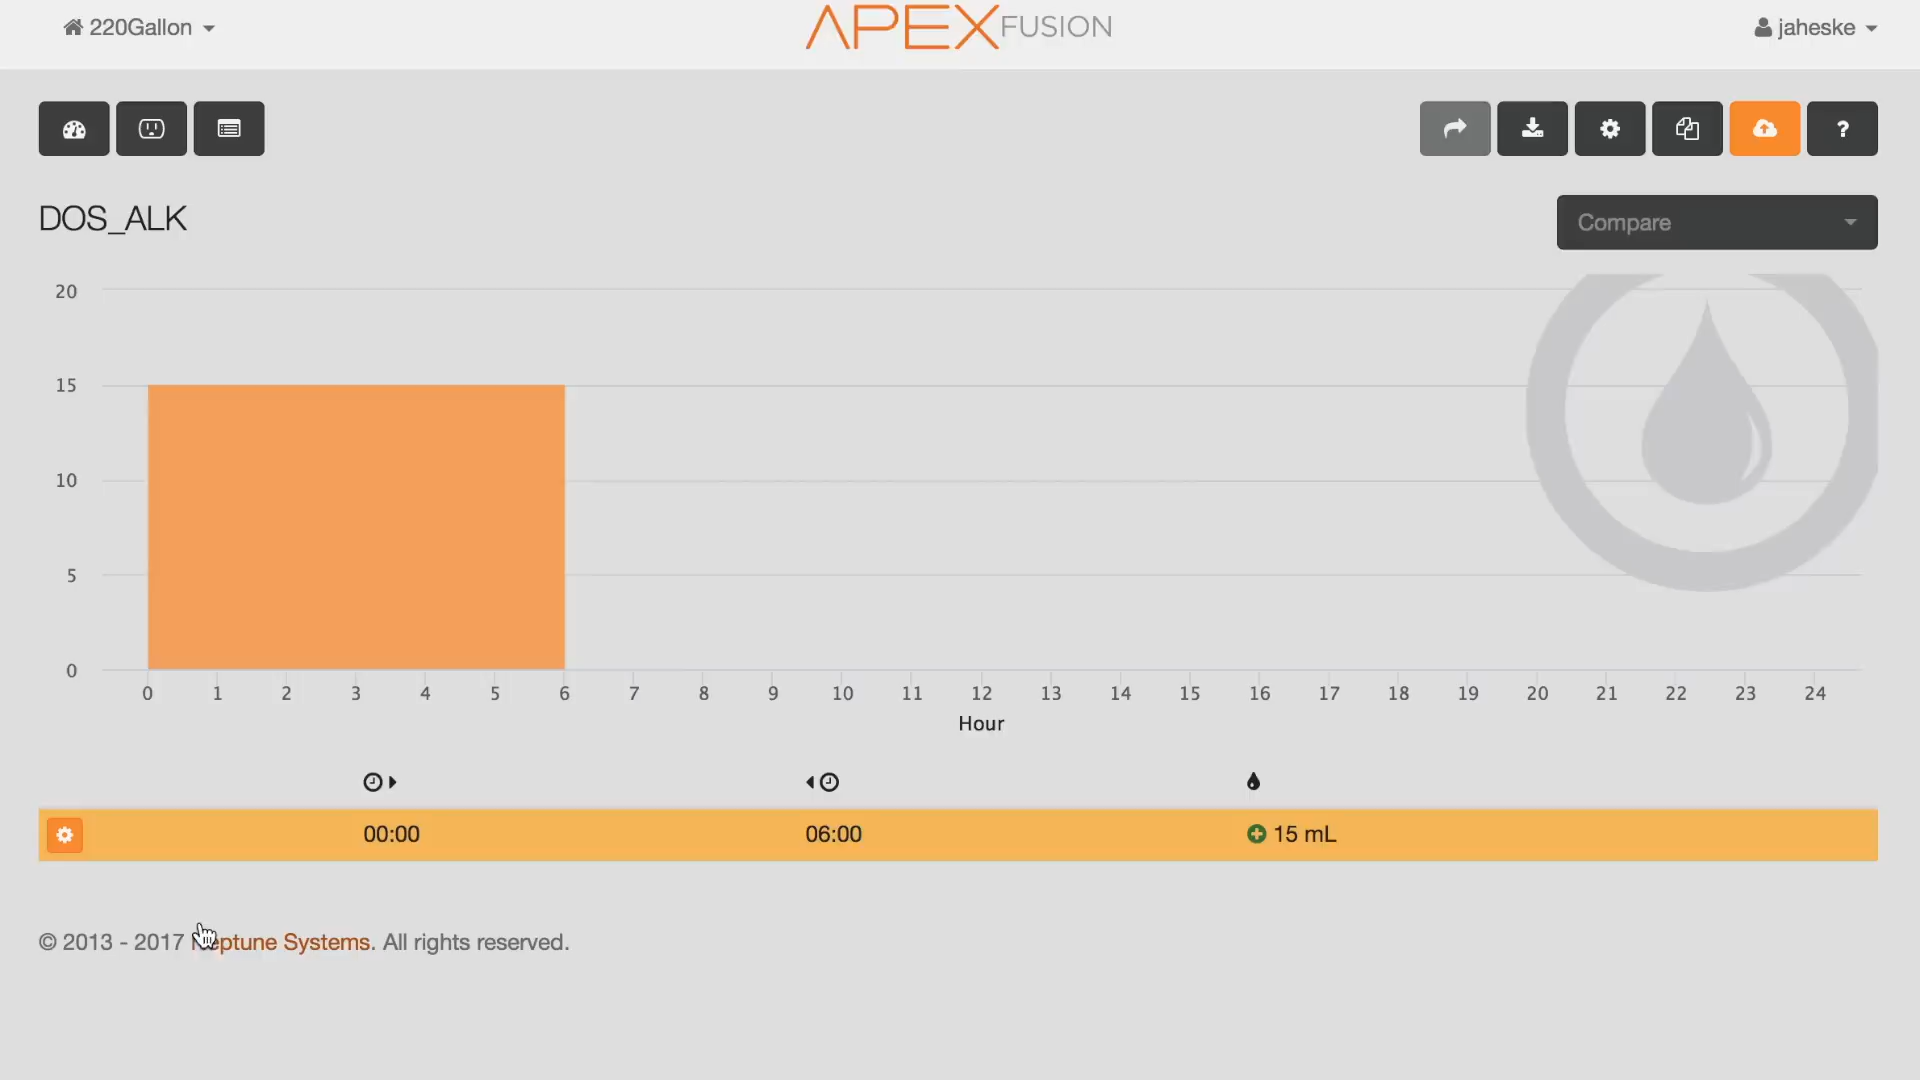 220Gallon
APEX FUSION
jaheske
?
DOS_ALK
Compare
20
15
10
5
0
0 1 2 3 4 5 6 7 8 9 10 11 12 13 14 15 16 17 18 19 20 21 22 23 24
Hour
00:00 06:00 15 mL
© 2013 - 2017 Neptune Systems. All rights reserved.